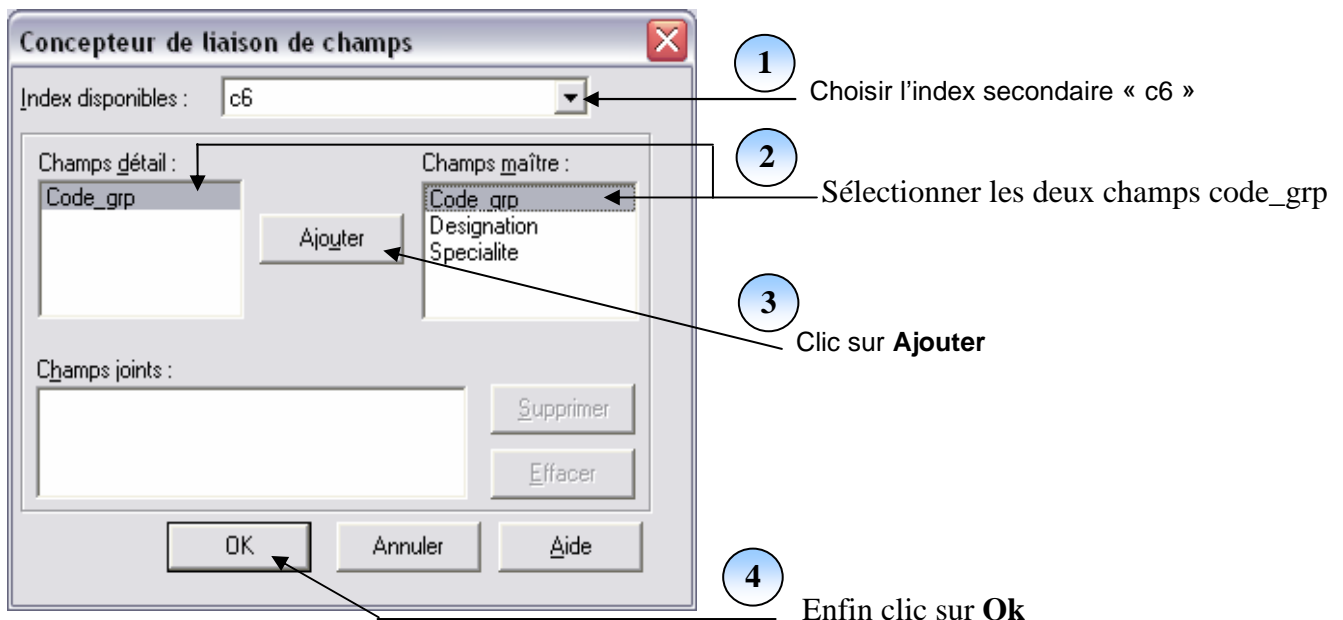 Concepteur de liaison de champs
Index disponibles : c6
1
Choisir l'index secondaire « c6 »
Champs détail :
Champs maître :
2
Code_grp
Code_grp
Sélectionner les deux champs code_grp
Ajouter
Designation
Specialite
3
Clic sur Ajouter
Champs joints :
Supprimer
Effacer
OK
Annuler
Aide
4
Enfin clic sur Ok